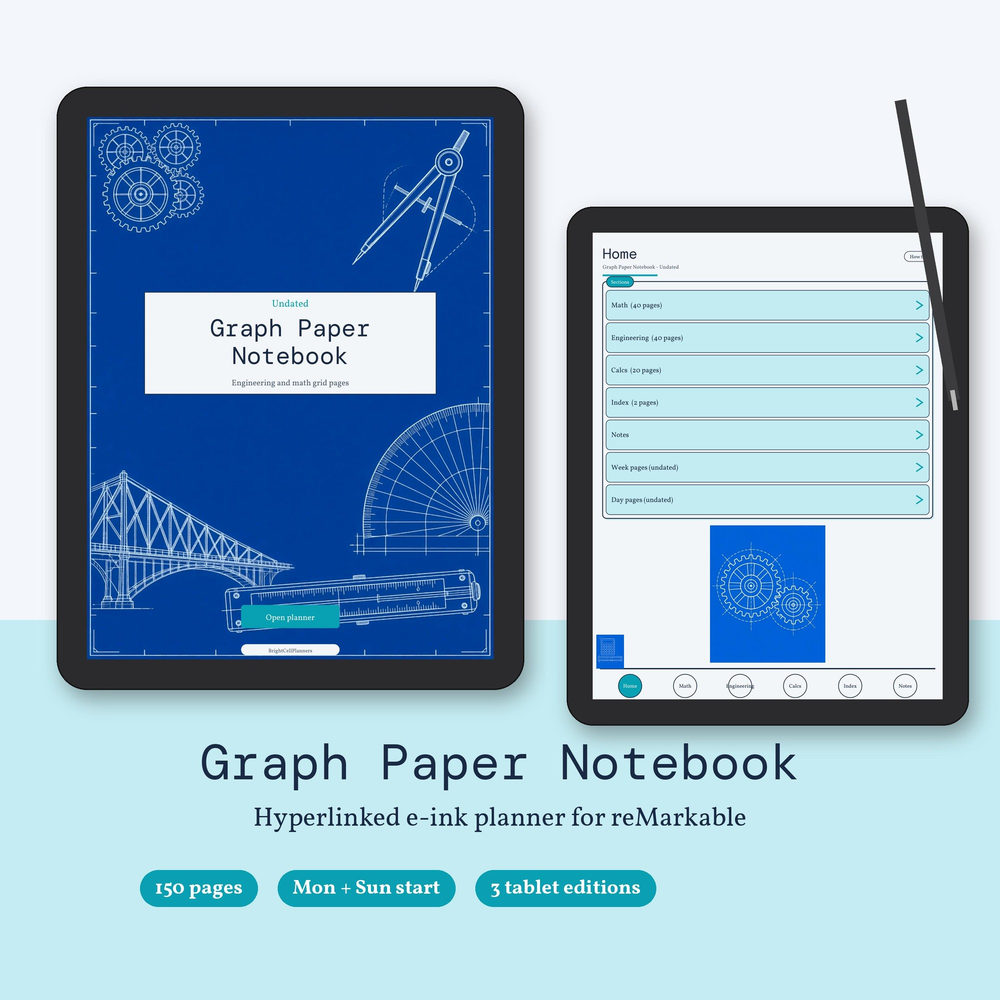 Undated
Graph Paper
Notebook
Engineering and math grid pages
Open planner
BrightCellPlanners
Home
Graph Paper Notebook - Undated
How
Sections
Math (40 pages)
Engineering (40 pages)
Calcs (20 pages)
Index (2 pages)
Notes
Week pages (undated)
Day pages (undated)
Home
Math
Engineering
Calcs
Index
Notes
Graph Paper Notebook
Hyperlinked e-ink planner for reMarkable
150 pages
Mon + Sun start
3 tablet editions